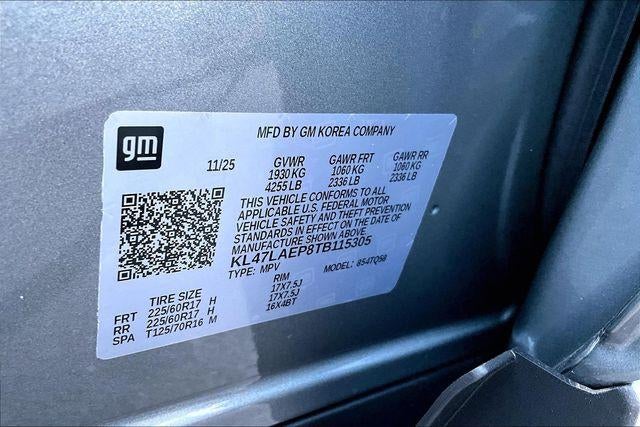 gm
MFD BY GM KOREA COMPANY
11/25 GVWR GAWR FRT GAWR RR
1930 KG 1060 KG 1060 KG
4255 LB 2336 LB 2336 LB
THIS VEHICLE CONFORMS TO ALL
APPLICABLE U.S. FEDERAL MOTOR
VEHICLE SAFETY AND THEFT PREVENTION
STANDARDS IN EFFECT ON THE DATE OF
MANUFACTURE SHOWN ABOVE.
KL47LAEP8TB115305
TYPE: MPV MODEL: 8S4TQ58
TIRE SIZE RIM
FRT 225/60R17 H 17X7.5J
RR 225/60R17 H 17X7.5J
SPA T125/70R16 M 16X4BT